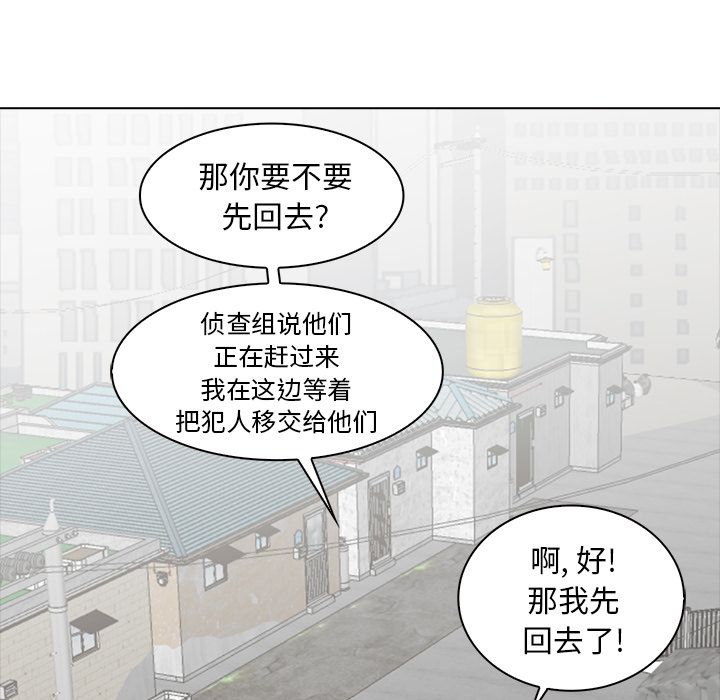 那你要不要
先回去?
侦查组说他们
正在赶过来
我在这边等着
把犯人移交给他们
啊, 好!
那我先
回去了!